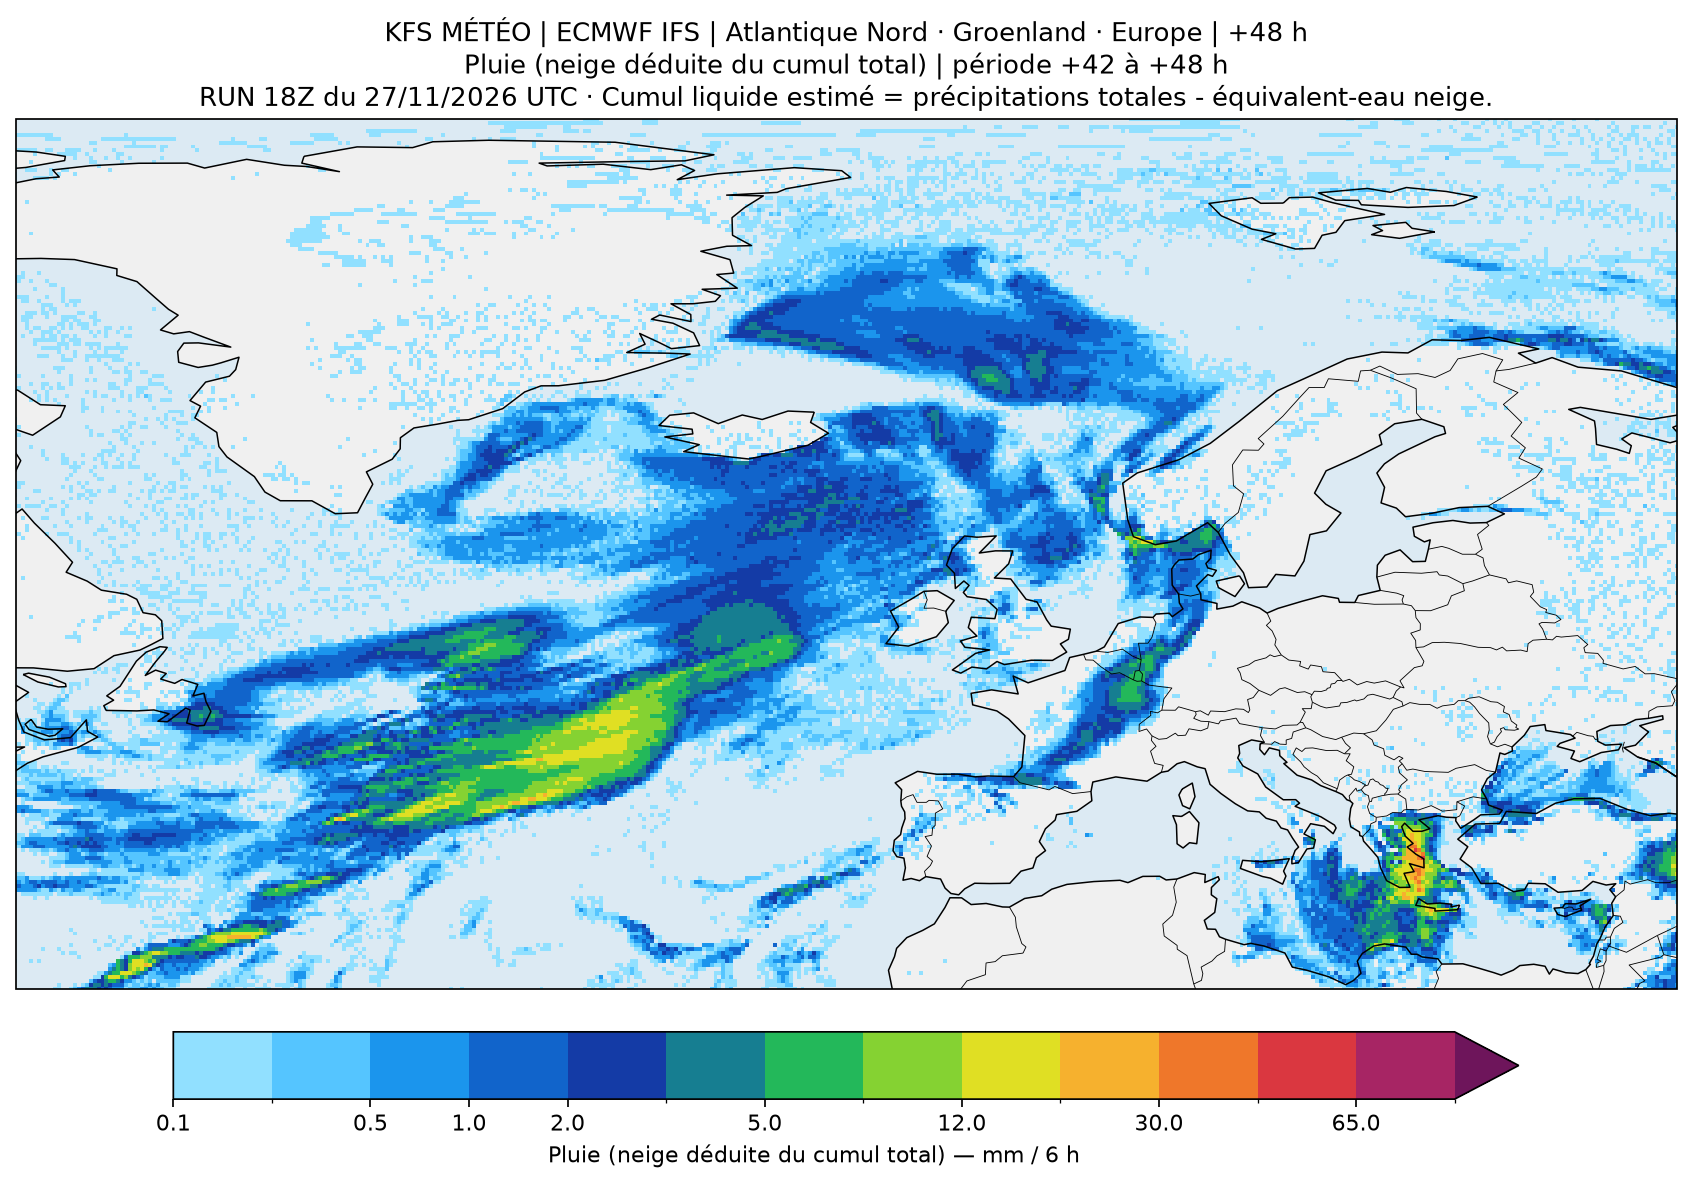 KFS MÉTÉO | ECMWF IFS | Atlantique Nord · Groenland · Europe | +48 h
Pluie (neige déduite du cumul total) | période +42 à +48 h
RUN 18Z du 27/11/2026 UTC · Cumul liquide estimé = précipitations totales - équivalent-eau neige.
0.1 0.5 1.0 2.0 5.0 12.0 30.0 65.0
Pluie (neige déduite du cumul total) — mm / 6 h